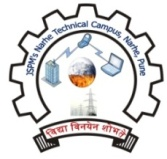 JSPM's Narhe Technical Campus, Narhe, Pune
विद्या विनयेन शोभते